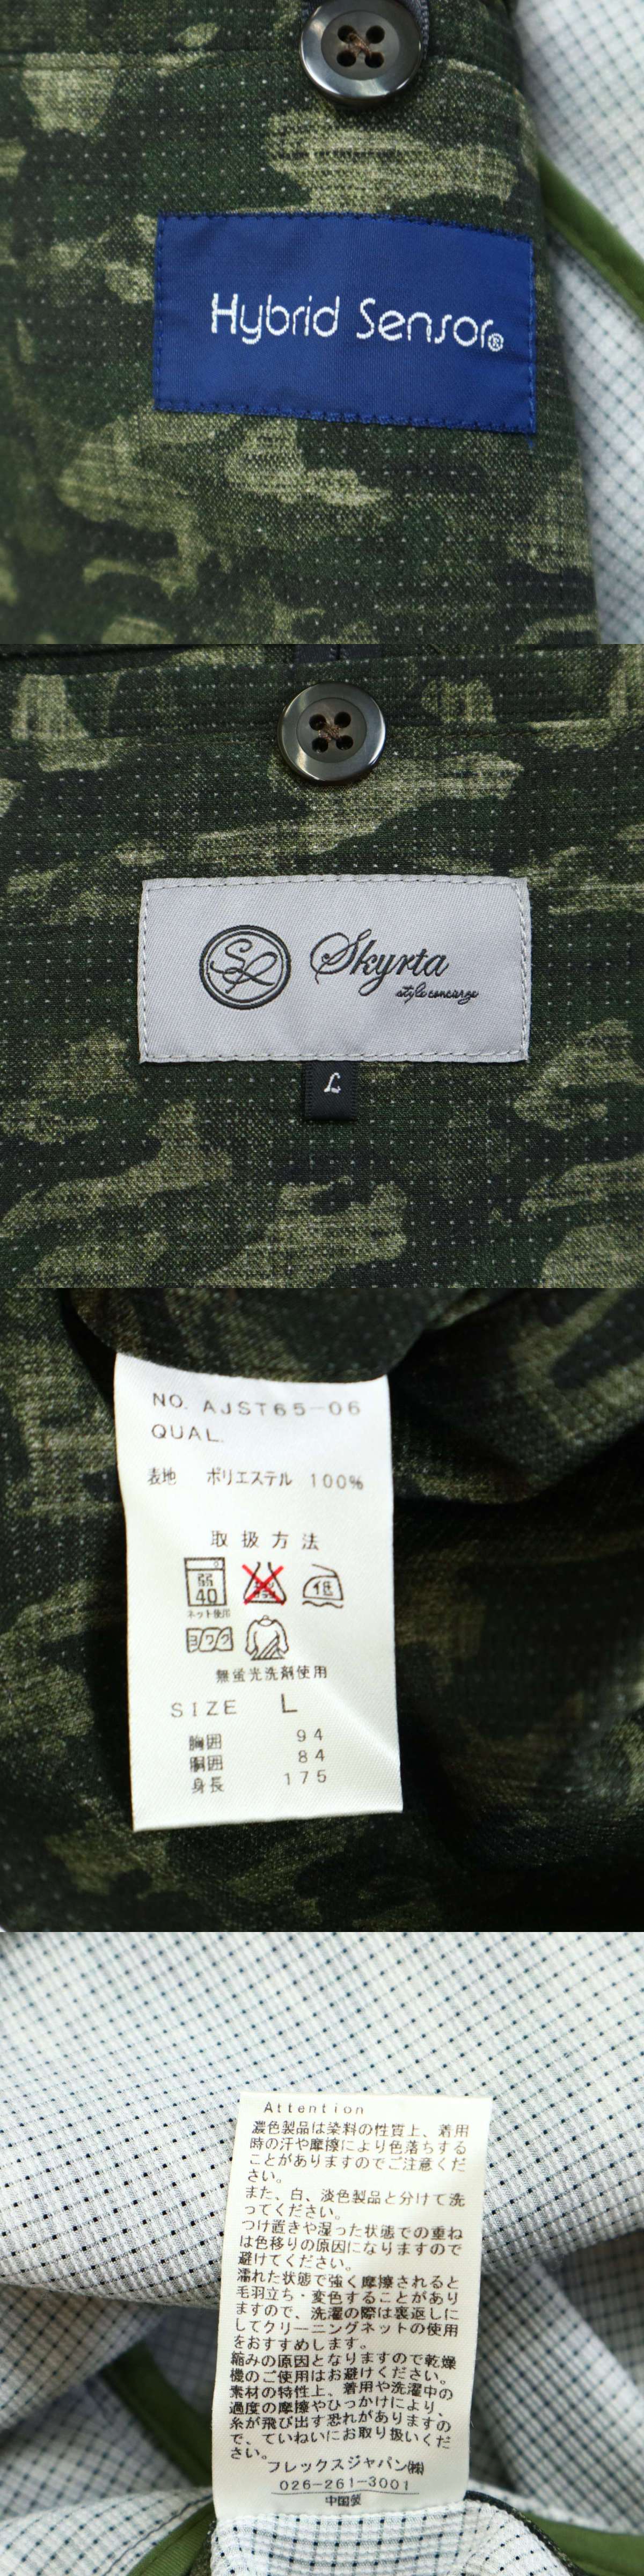 Hybrid Sensor®
SR
Skyrta
style concierge
L
NO. AJST65-06
QUAL.
表地 ポリエステル 100%
取扱方法
弱
40
低
ネット使用
ヨワク
無蛍光洗剤使用
SIZE L
胸囲 94
胴囲 84
身長 175
Attention
濃色製品は染料の性質上、着用
時の汗や摩擦により色落ちする
ことがありますのでご注意くだ
さい。
また、白、淡色製品と分けて洗
ってください。
つけ置きや湿った状態での重ね
は色移りの原因になりますので
避けてください。
濡れた状態で強く摩擦されると
毛羽立ち・変色することがあり
ますので、洗濯の際は裏返しに
してクリーニングネットの使用
をおすすめします。
縮みの原因となりますので乾燥
機のご使用はお避けください。
素材の特性上、着用や洗濯中の
過度の摩擦やひっかけにより、
糸が飛び出す恐れがありますの
で、ていねいにお取り扱いくだ
さい。
フレックスジャパン㈱
026-261-3001
中国製